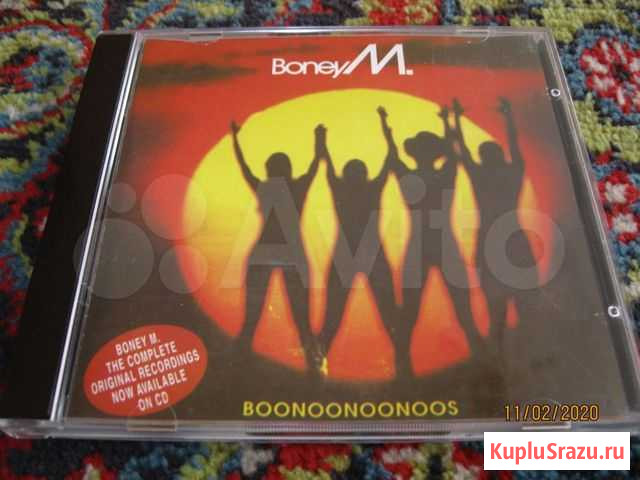 Boney M.
Avito
BONEY M.
THE COMPLETE
ORIGINAL RECORDINGS
NOW AVAILABLE
ON CD
BOONOONOONOOS
11/02/2020
KupluSrazu.ru